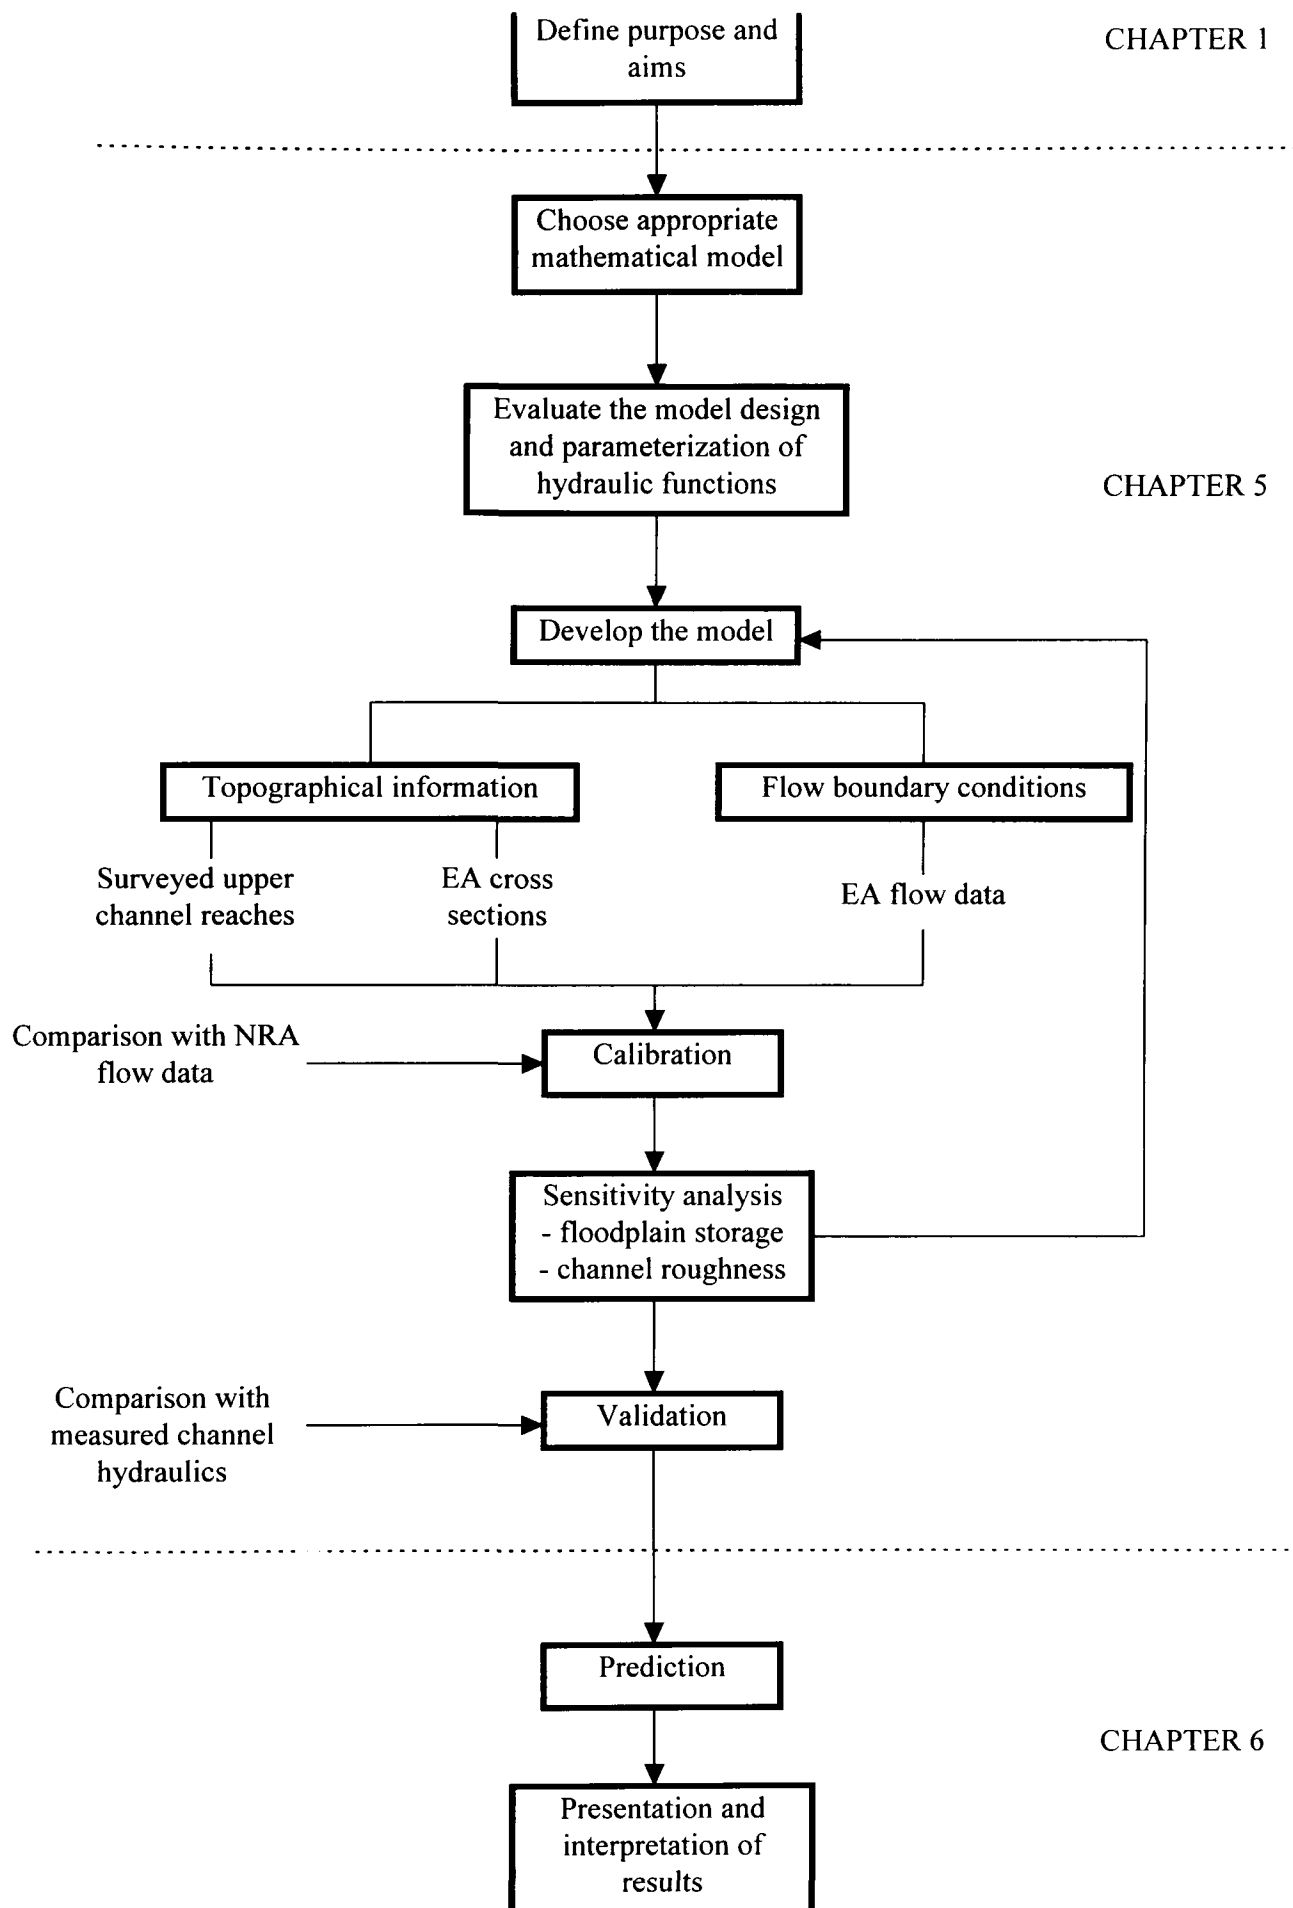 Define purpose and
aims
CHAPTER 1
Choose appropriate
mathematical model
Evaluate the model design
and parameterization of
hydraulic functions
CHAPTER 5
Develop the model
Topographical information
Flow boundary conditions
Surveyed upper
channel reaches
EA cross
sections
EA flow data
Comparison with NRA
flow data
Calibration
Sensitivity analysis
- floodplain storage
- channel roughness
Comparison with
measured channel
hydraulics
Validation
Prediction
CHAPTER 6
Presentation and
interpretation of
results